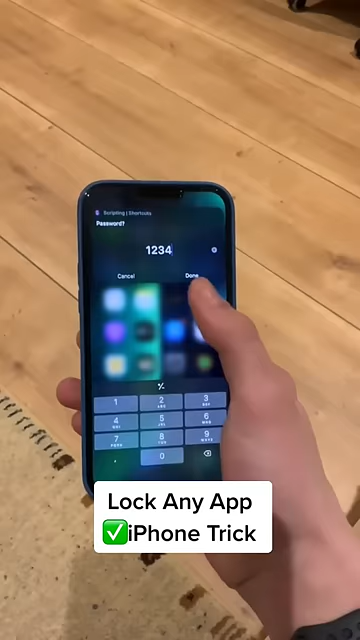 Scripting | Shortcuts
Password?
1234
Cancel Done
⁺⁄₋
1 2 3
ABC DEF
4 5 6
GHI JKL MNO
7 8 9
PQRS TUV WXYZ
, 0
Lock Any App
✅iPhone Trick